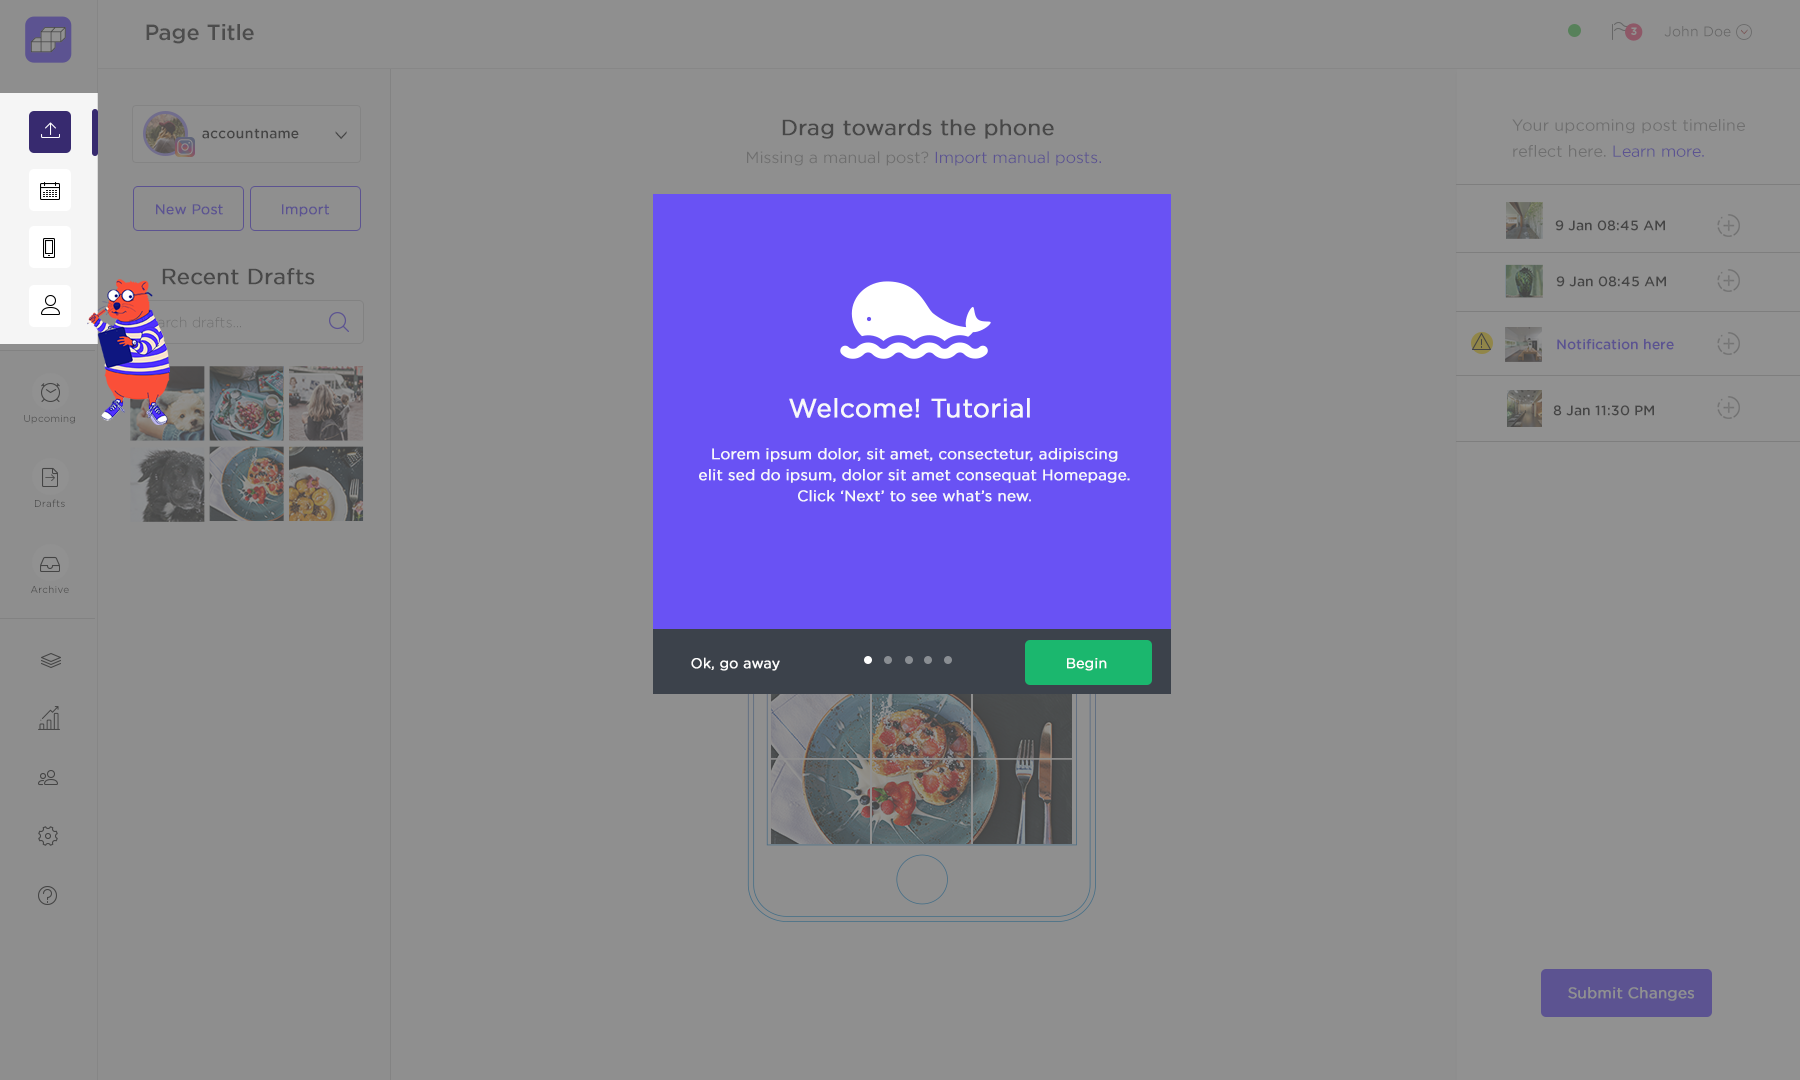 Page Title
3
John Doe
accountname
New Post
Import
Recent Drafts
arch drafts...
Upcoming
Drafts
Archive
Drag towards the phone
Missing a manual post? Import manual posts.
Welcome! Tutorial
Lorem ipsum dolor, sit amet, consectetur, adipiscing
elit sed do ipsum, dolor sit amet consequat Homepage.
Click ‘Next’ to see what’s new.
Ok, go away
Begin
Your upcoming post timeline
reflect here. Learn more.
9 Jan 08:45 AM
9 Jan 08:45 AM
Notification here
8 Jan 11:30 PM
Submit Changes